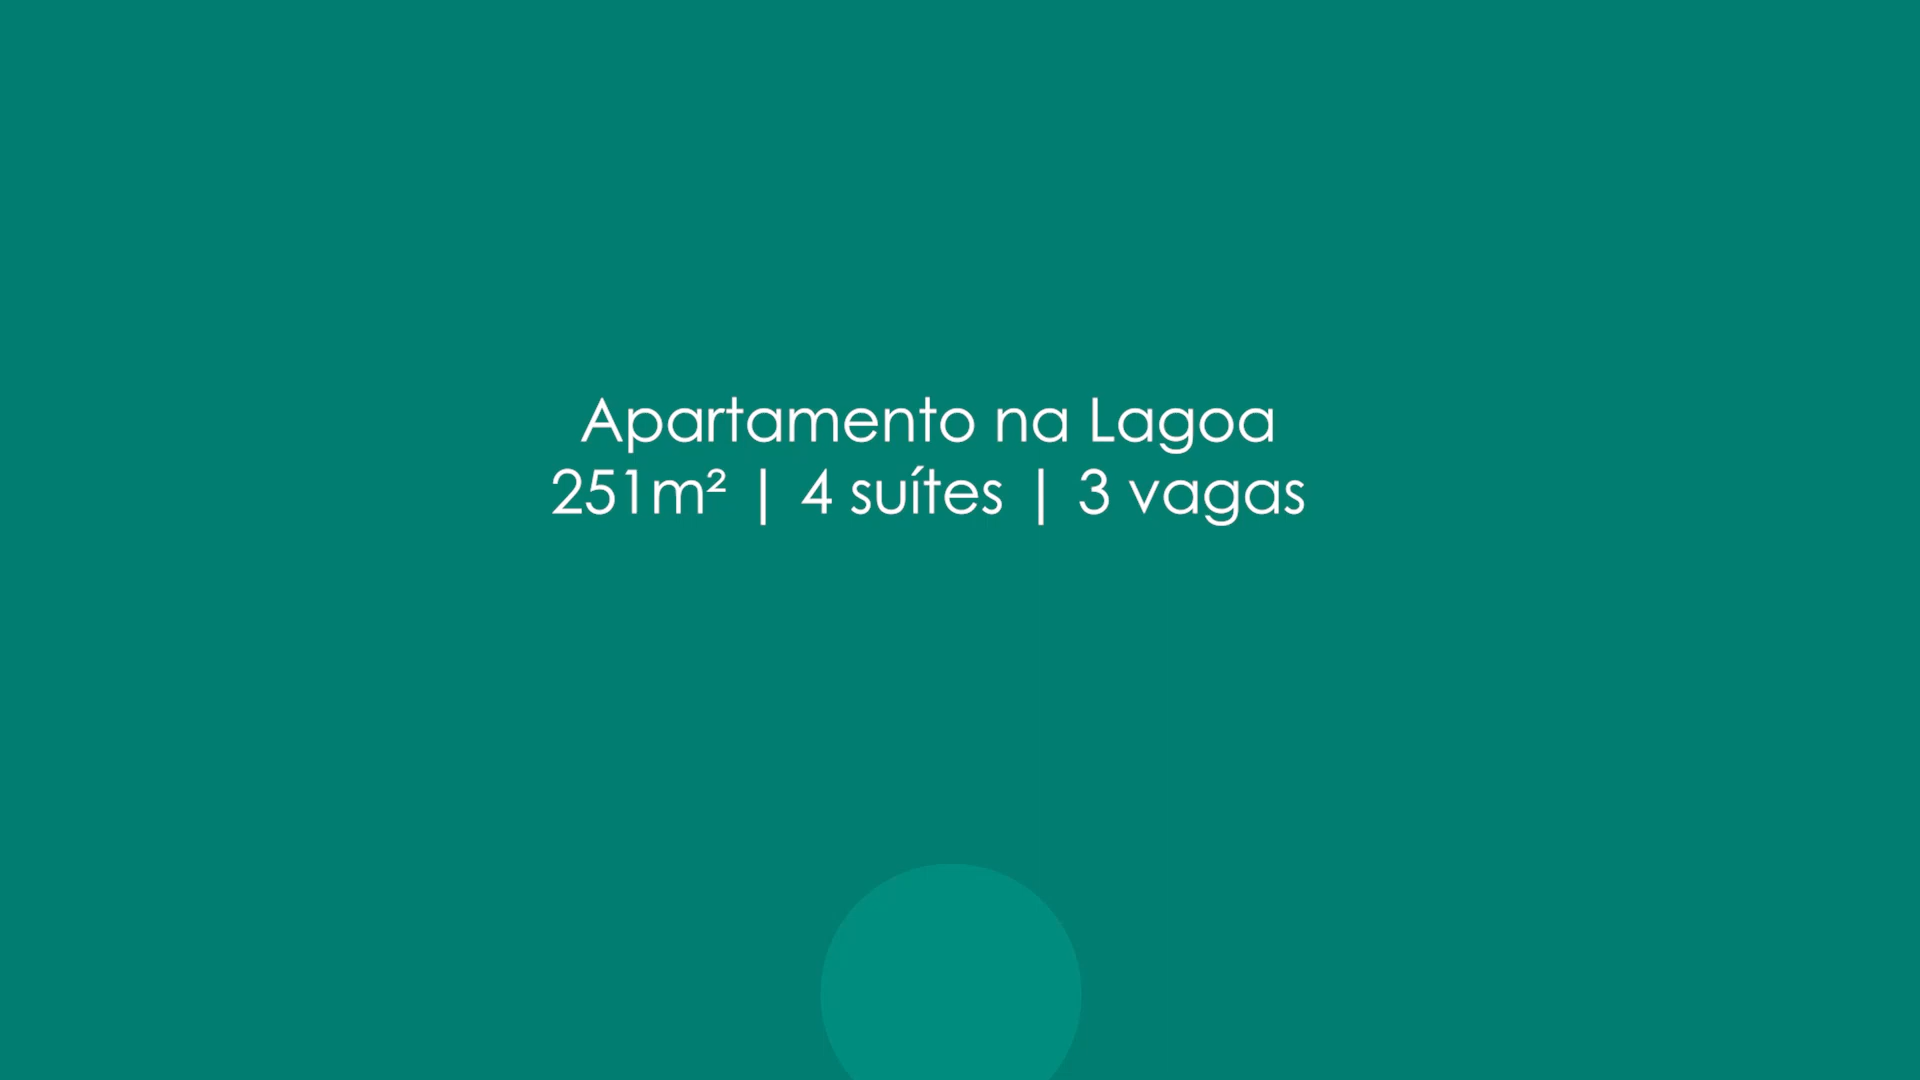 Apartamento na Lagoa
251m² | 4 suítes | 3 vagas